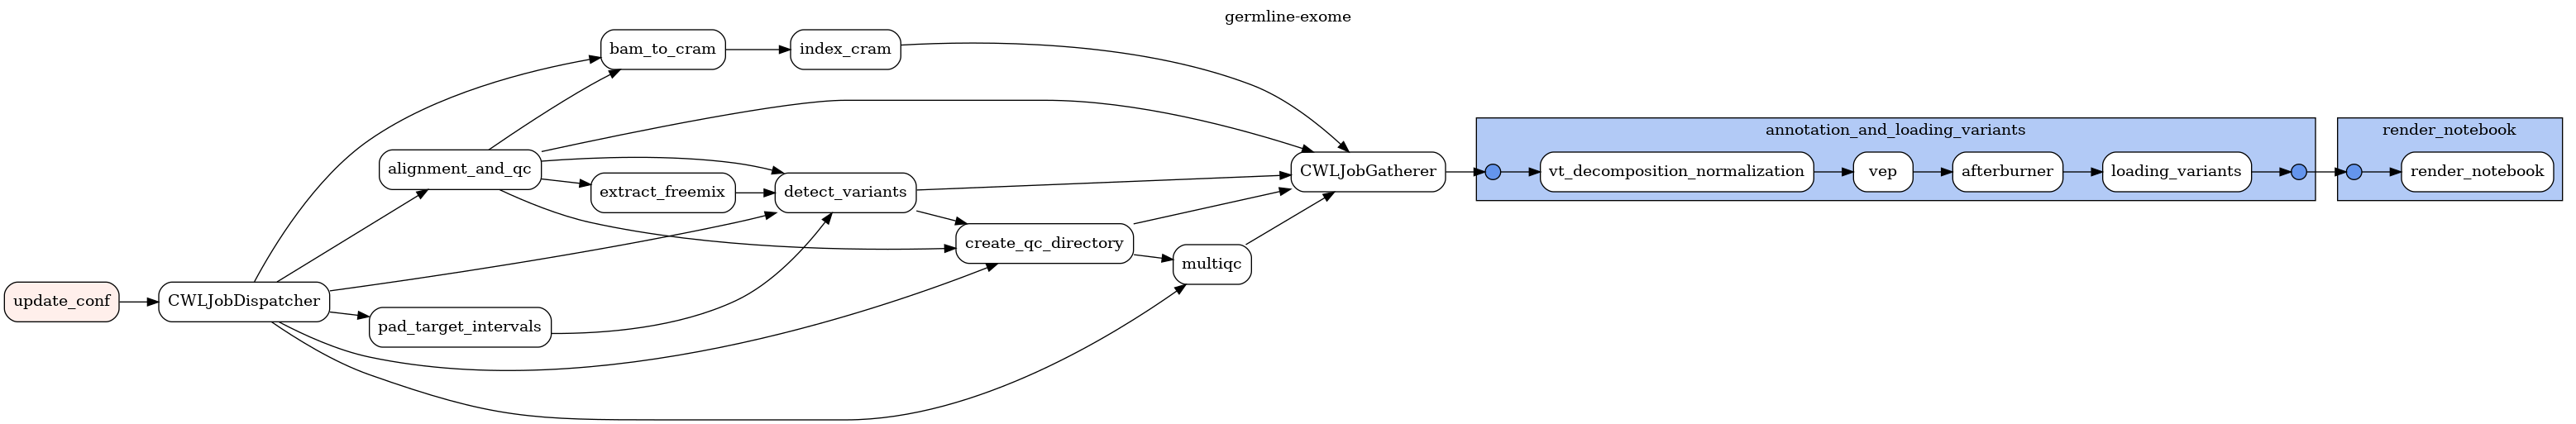 germline-exome
bam_to_cram
index_cram
annotation_and_loading_variants
render_notebook
alignment_and_qc
CWLJobGatherer
vt_decomposition_normalization
vep
afterburner
loading_variants
render_notebook
extract_freemix
detect_variants
create_qc_directory
multiqc
update_conf
CWLJobDispatcher
pad_target_intervals